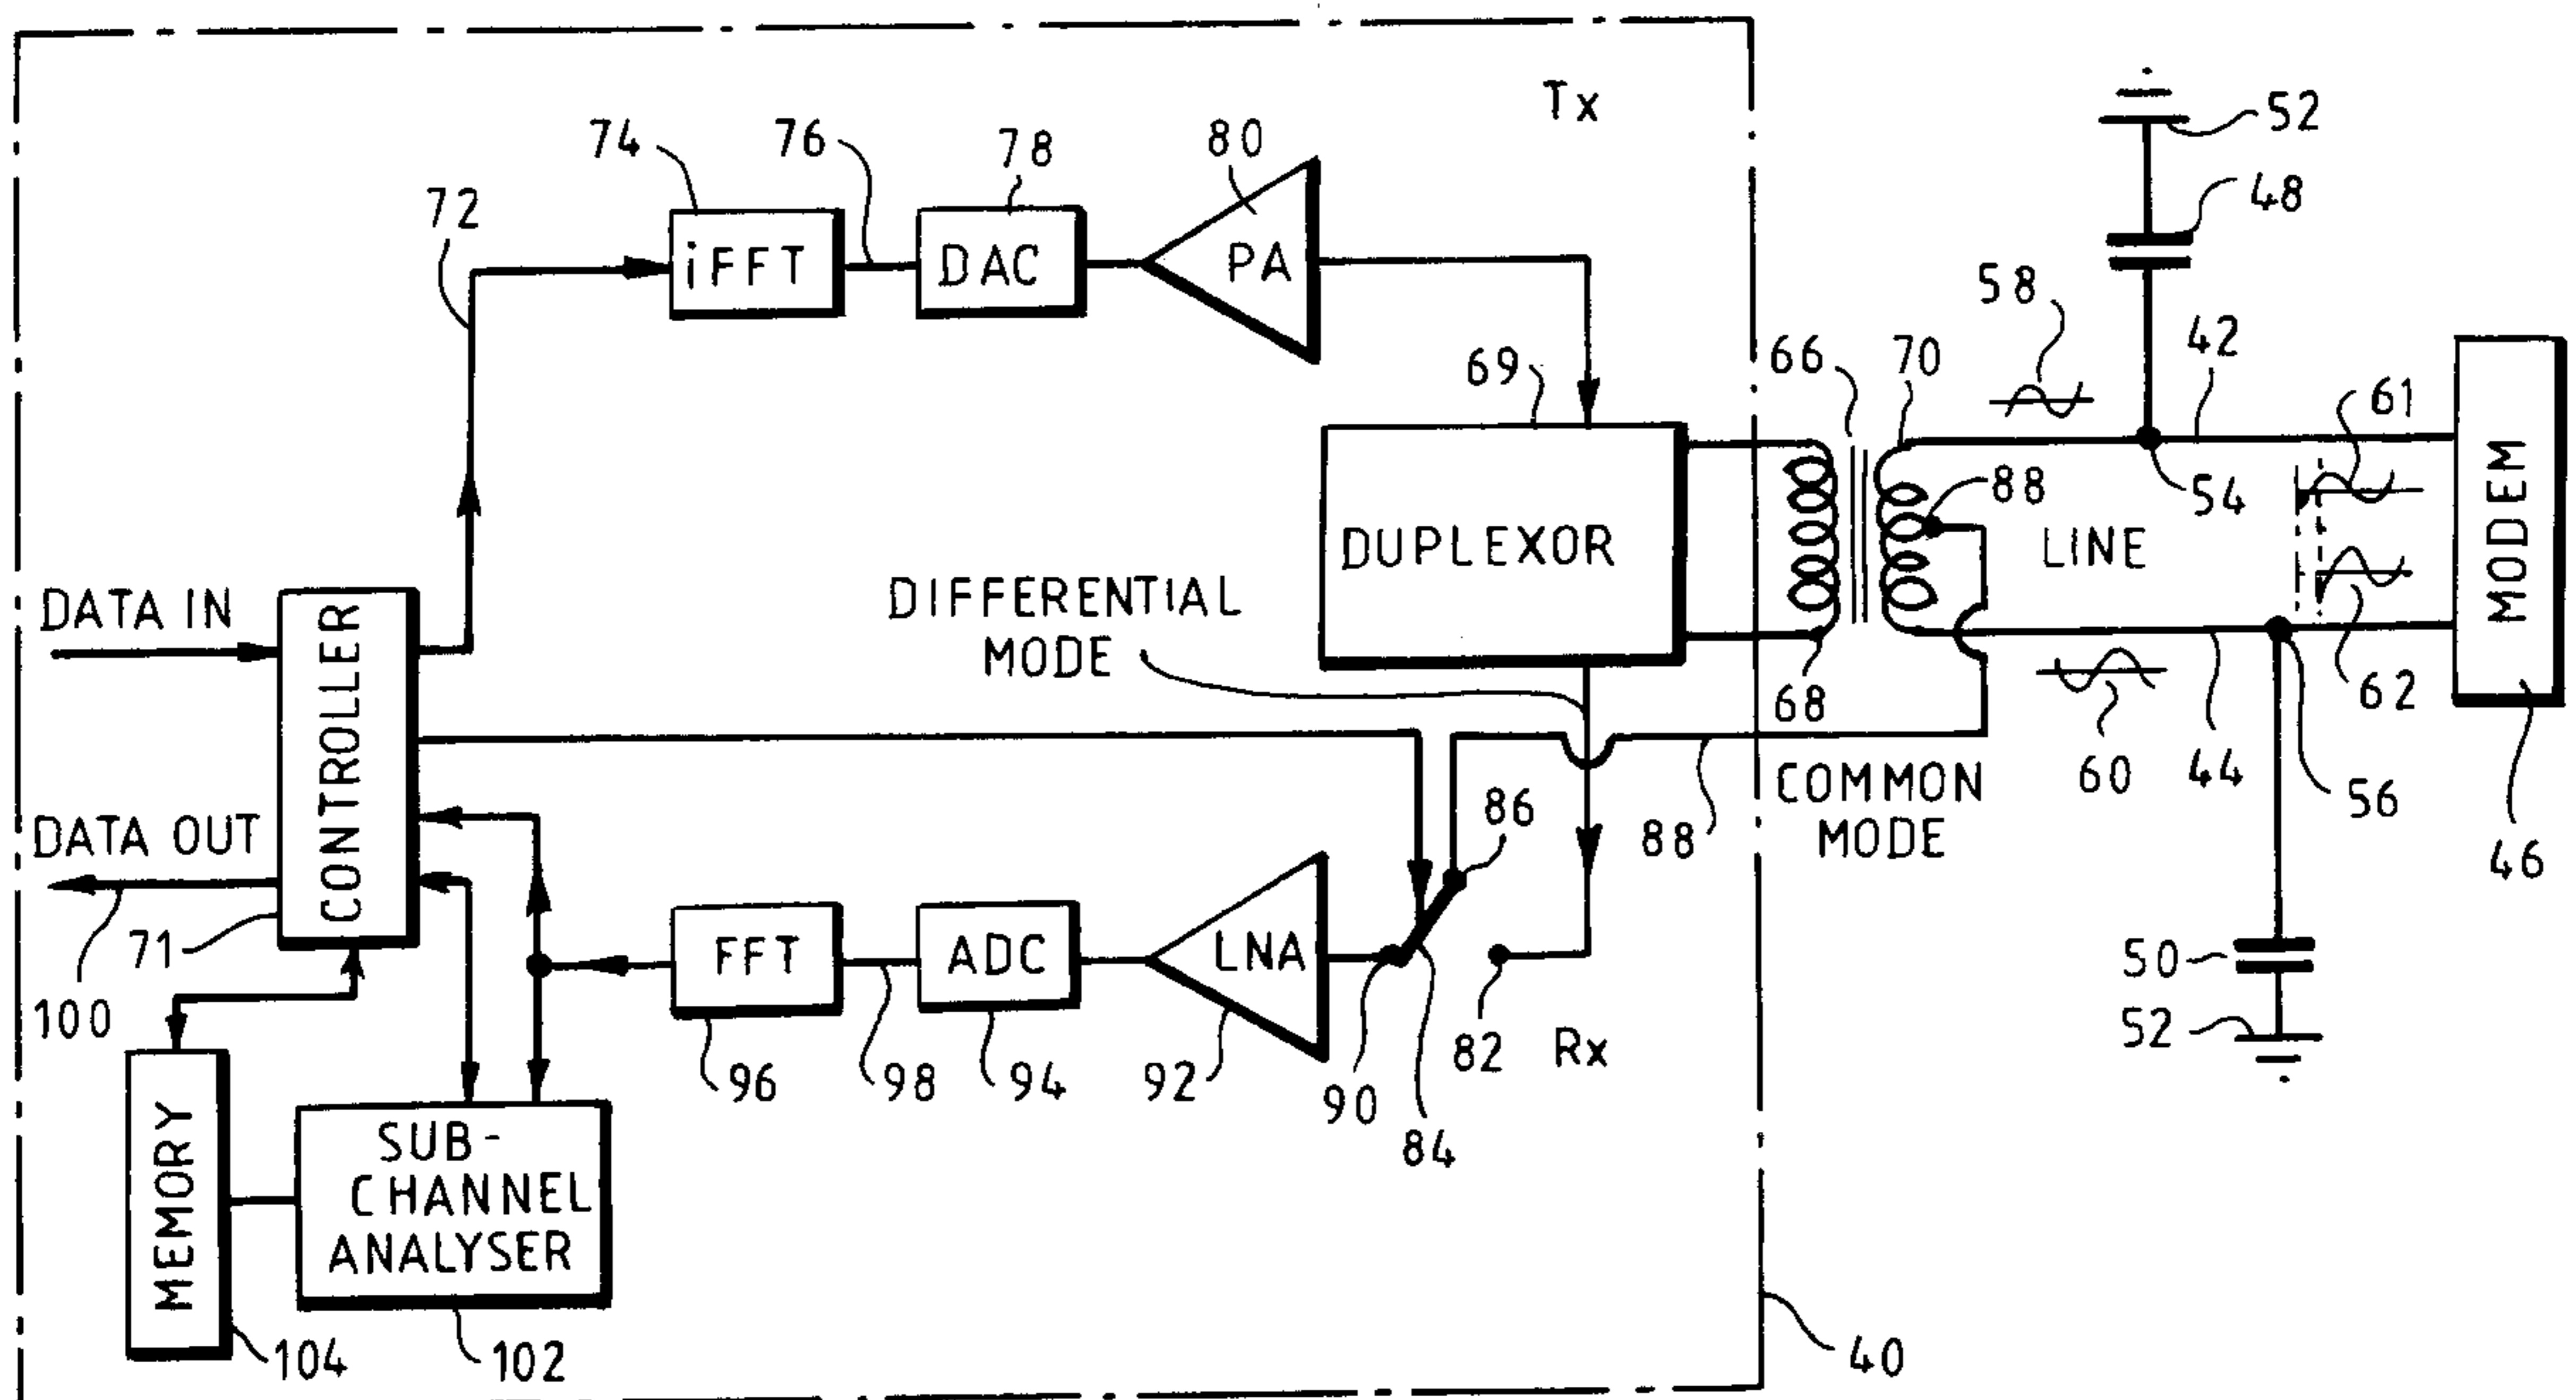 Tx
52
74
76
78
80
48
72
58
iFFT
DAC
PA
42
69
66
70
61
88
54
DUPLEXOR
LINE
MODEM
DATA IN
DIFFERENTIAL
MODE
CONTROLLER
68
62
60
44
56
COMMON
MODE
86
88
46
DATA OUT
71
FFT
ADC
LNA
50
100
52
96
98
94
92
90
84
82
Rx
MEMORY
SUB-
CHANNEL
ANALYSER
104
102
40